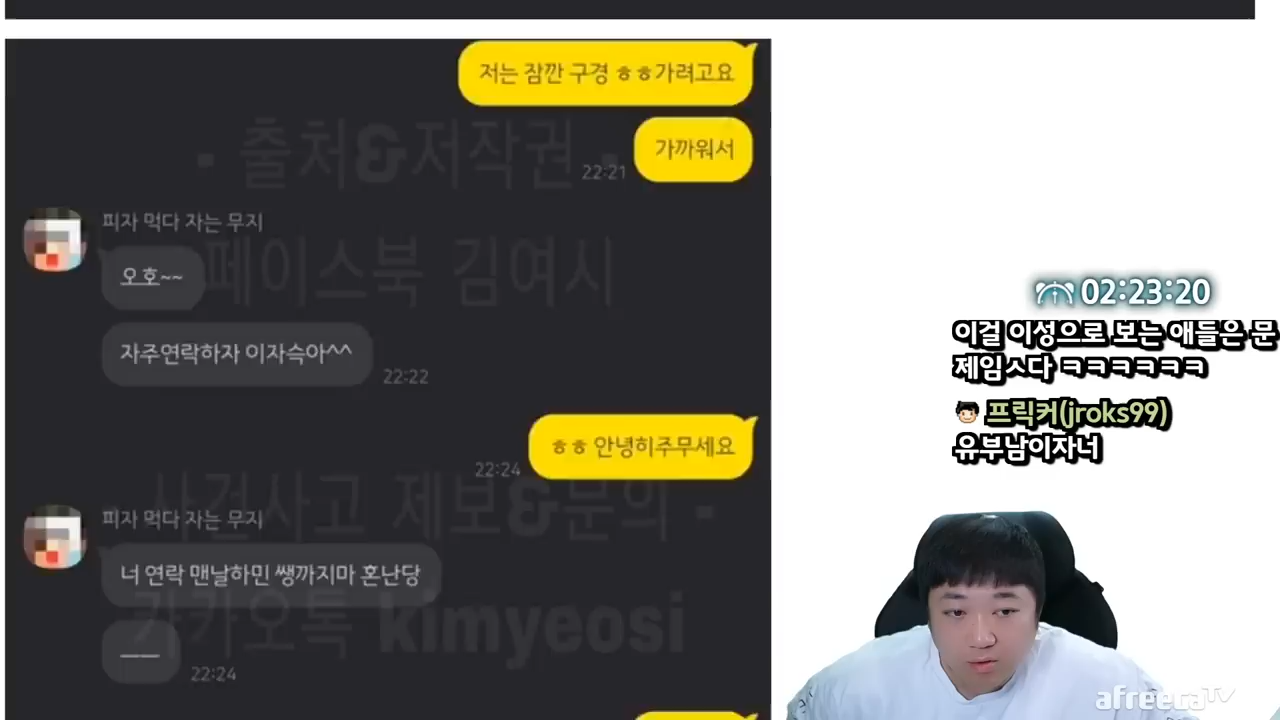 저는 잠깐 구경 ㅎㅎ가려고요
가까워서
22:21
- 출처&저작권 -
피자 먹다 자는 무지
오호~~
페이스북 김여시
자주연락하자 이자슥아^^
22:22
ㅎㅎ 안녕히주무세요
22:24
사건사고 제보&문의 -
피자 먹다 자는 무지
너 연락 맨날하민 쌩까지마 혼난당
카카오톡 kimyeosi
ㅡㅡ
22:24
02:23:20
이걸 이성으로 보는 애들은 문
제임ㅅ다 ㅋㅋㅋㅋㅋㅋ
프릭커(jroks99)
유부남이자너
afreecaTV